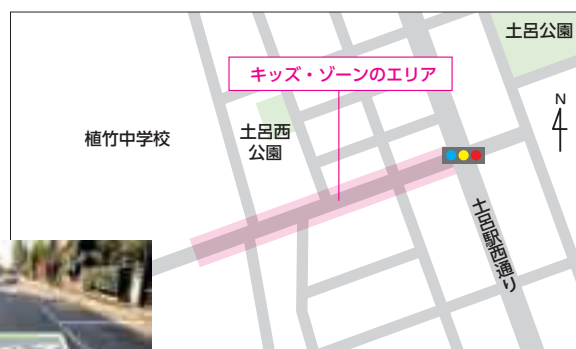 土呂公園
キッズ・ゾーンのエリア
N
植竹中学校
土呂西
公園
土呂駅西通り